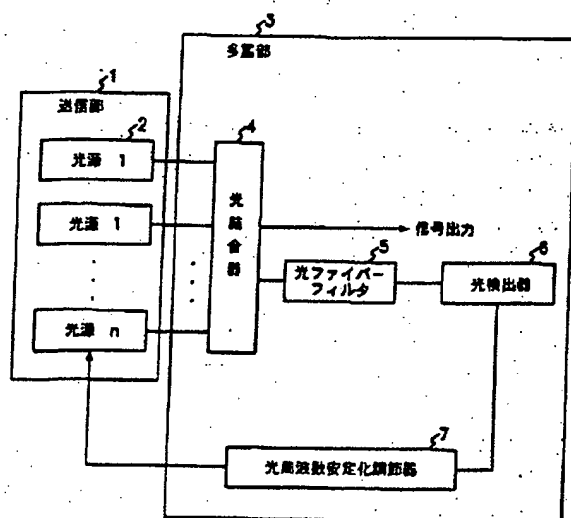 3
多重部
1
送信部
2
光源 1
4
光結合器
光源 1
信号出力
5
光ファイバー
フィルタ
6
光検出器
光源 n
7
光周波数安定化調節器